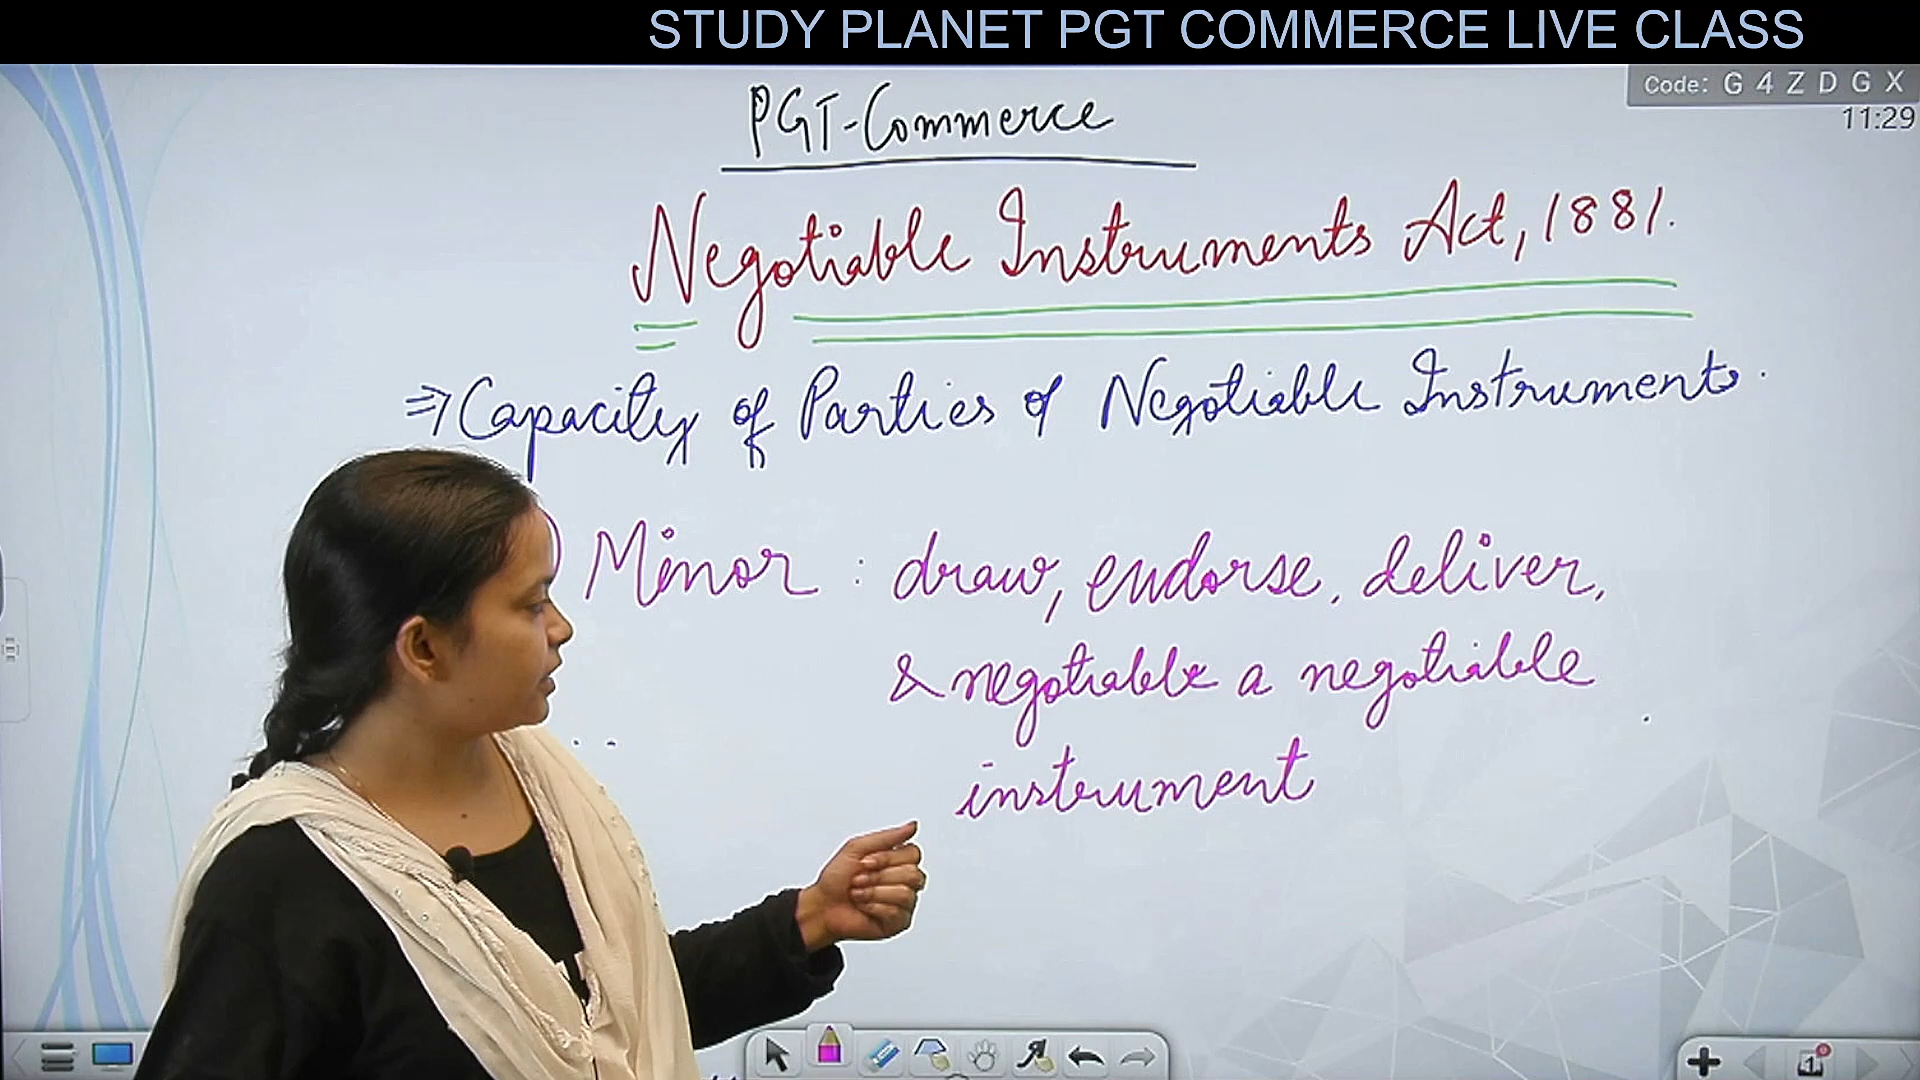 STUDY PLANET PGT COMMERCE LIVE CLASS
Code: G 4 Z D G X
11:29
PGT-Commerce
Negotiable Instruments Act, 1881.
⇒ Capacity of Parties of Negotiable Instruments.
) Minor : draw, endorse, deliver,
& negotiable a negotiable
instrument
1